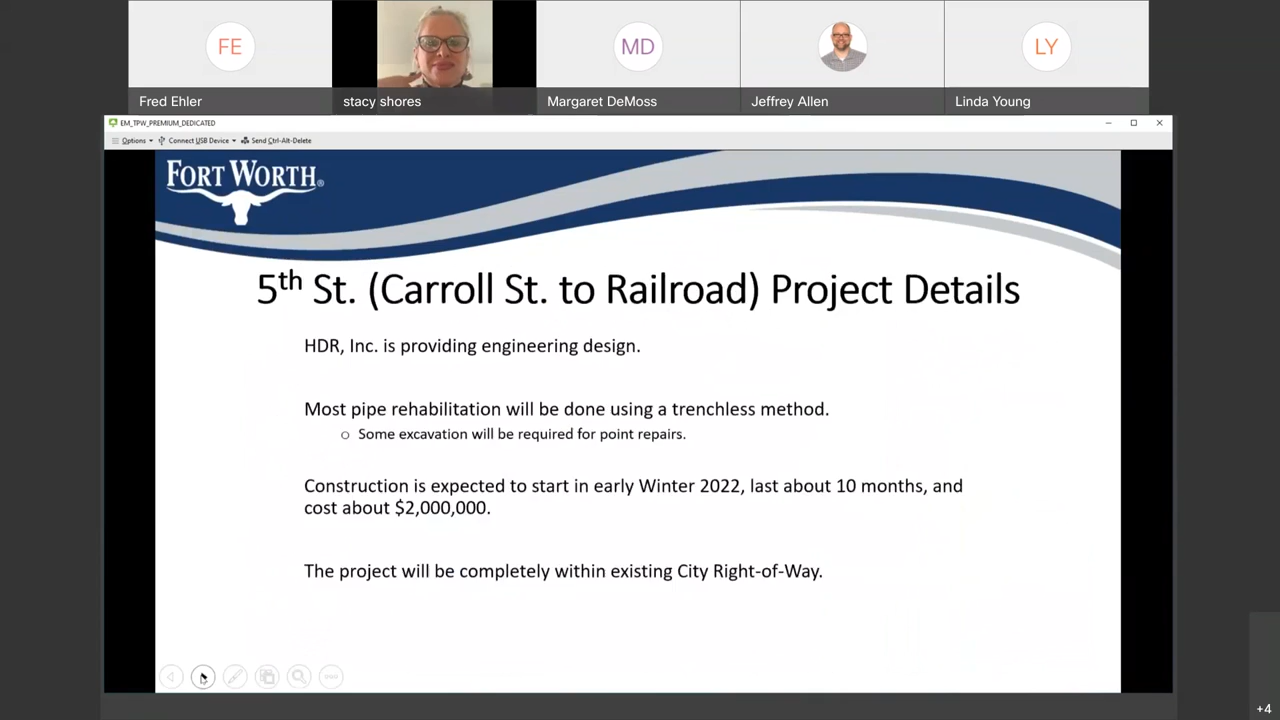 FE
MD
LY
Fred Ehler
stacy shores
Margaret DeMoss
Jeffrey Allen
Linda Young
EM_TPW_PREMIUM_DEDICATED
Options Connect USB Device Send Ctrl-Alt-Delete
FORT WORTH®
5th St. (Carroll St. to Railroad) Project Details
HDR, Inc. is providing engineering design.
Most pipe rehabilitation will be done using a trenchless method.
o Some excavation will be required for point repairs.
Construction is expected to start in early Winter 2022, last about 10 months, and
cost about $2,000,000.
The project will be completely within existing City Right-of-Way.
+4